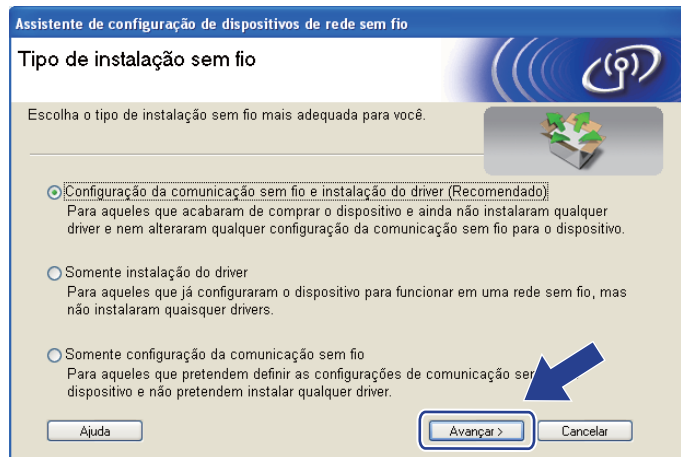 Assistente de configuração de dispositivos de rede sem fio
Tipo de instalação sem fio
Escolha o tipo de instalação sem fio mais adequada para você.
Configuração da comunicação sem fio e instalação do driver (Recomendado)
Para aqueles que acabaram de comprar o dispositivo e ainda não instalaram qualquer
driver e nem alteraram qualquer configuração da comunicação sem fio para o dispositivo.
Somente instalação do driver
Para aqueles que já configuraram o dispositivo para funcionar em uma rede sem fio, mas
não instalaram quaisquer drivers.
Somente configuração da comunicação sem fio
Para aqueles que pretendem definir as configurações de comunicação
dispositivo e não pretendem instalar qualquer driver.
Ajuda
Avançar >
Cancelar